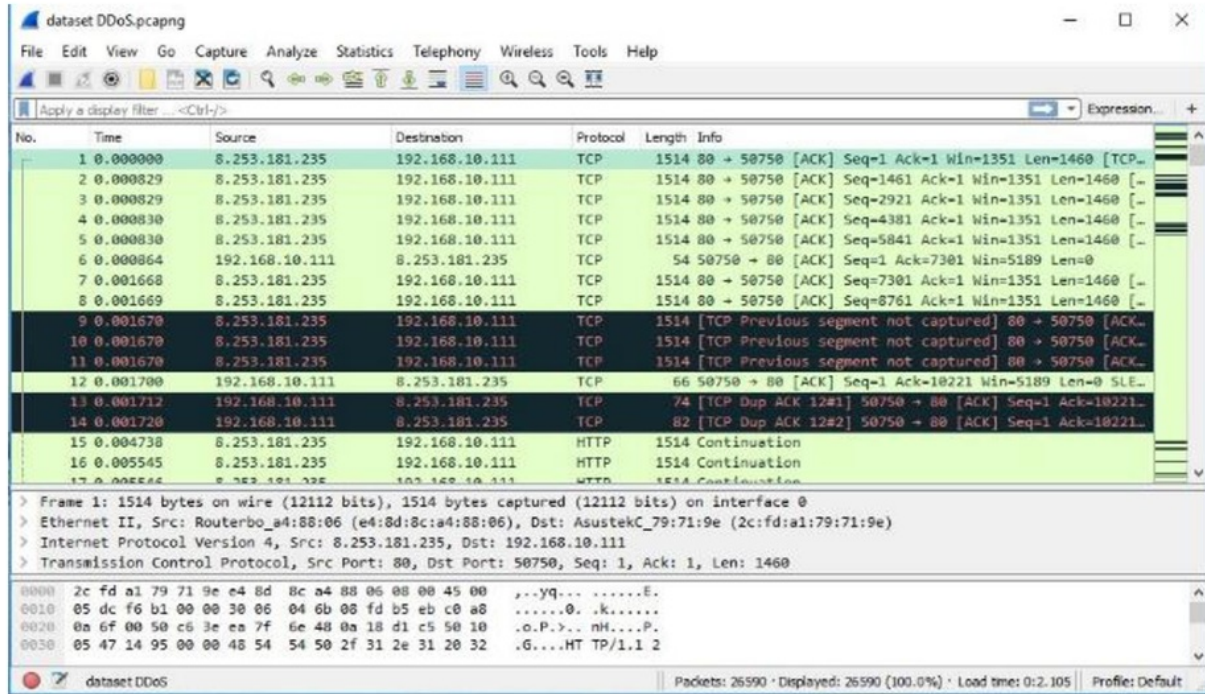 dataset DDoS.pcapng
File Edit View Go Capture Analyze Statistics Telephony Wireless Tools Help
Apply a display filter ... <Ctrl-/> Expression... +
No. Time Source Destination Protocol Length Info
1 0.000000 8.253.181.235 192.168.10.111 TCP 1514 80 → 50750 [ACK] Seq=1 Ack=1 Win=1351 Len=1460 [TCP…
2 0.000829 8.253.181.235 192.168.10.111 TCP 1514 80 → 50750 [ACK] Seq=1461 Ack=1 Win=1351 Len=1460 […
3 0.000829 8.253.181.235 192.168.10.111 TCP 1514 80 → 50750 [ACK] Seq=2921 Ack=1 Win=1351 Len=1460 […
4 0.000830 8.253.181.235 192.168.10.111 TCP 1514 80 → 50750 [ACK] Seq=4381 Ack=1 Win=1351 Len=1460 […
5 0.000830 8.253.181.235 192.168.10.111 TCP 1514 80 → 50750 [ACK] Seq=5841 Ack=1 Win=1351 Len=1460 […
6 0.000864 192.168.10.111 8.253.181.235 TCP 54 50750 → 80 [ACK] Seq=1 Ack=7301 Win=5189 Len=0
7 0.001668 8.253.181.235 192.168.10.111 TCP 1514 80 → 50750 [ACK] Seq=7301 Ack=1 Win=1351 Len=1460 […
8 0.001669 8.253.181.235 192.168.10.111 TCP 1514 80 → 50750 [ACK] Seq=8761 Ack=1 Win=1351 Len=1460 […
9 0.001670 8.253.181.235 192.168.10.111 TCP 1514 [TCP Previous segment not captured] 80 → 50750 [ACK…
10 0.001670 8.253.181.235 192.168.10.111 TCP 1514 [TCP Previous segment not captured] 80 → 50750 [ACK…
11 0.001670 8.253.181.235 192.168.10.111 TCP 1514 [TCP Previous segment not captured] 80 → 50750 [ACK…
12 0.001700 192.168.10.111 8.253.181.235 TCP 66 50750 → 80 [ACK] Seq=1 Ack=10221 Win=5189 Len=0 SLE…
13 0.001712 192.168.10.111 8.253.181.235 TCP 74 [TCP Dup ACK 12#1] 50750 → 80 [ACK] Seq=1 Ack=10221…
14 0.001720 192.168.10.111 8.253.181.235 TCP 82 [TCP Dup ACK 12#2] 50750 → 80 [ACK] Seq=1 Ack=10221…
15 0.004738 8.253.181.235 192.168.10.111 HTTP 1514 Continuation
16 0.005545 8.253.181.235 192.168.10.111 HTTP 1514 Continuation
17 8.253.181.235 192.168.10.111 HTTP 1514 Continuation
> Frame 1: 1514 bytes on wire (12112 bits), 1514 bytes captured (12112 bits) on interface 0
> Ethernet II, Src: Routerbo_a4:88:06 (e4:8d:8c:a4:88:06), Dst: AsustekC_79:71:9e (2c:fd:a1:79:71:9e)
> Internet Protocol Version 4, Src: 8.253.181.235, Dst: 192.168.10.111
> Transmission Control Protocol, Src Port: 80, Dst Port: 50750, Seq: 1, Ack: 1, Len: 1460
0000 2c fd a1 79 71 9e e4 8d 8c a4 88 06 08 00 45 00 ,..yq... ......E.
0010 05 dc f6 b1 00 00 30 06 04 6b 08 fd b5 eb c0 a8 ......0. .k......
0020 0a 6f 00 50 c6 3e ea 7f 6e 48 0a 18 d1 c5 50 10 .o.P.>.. nH....P.
0030 05 47 14 95 00 00 48 54 54 50 2f 31 2e 31 20 32 .G....HT TP/1.1 2
dataset DDoS Packets: 26590 · Displayed: 26590 (100.0%) · Load time: 0:2.105 Profile: Default